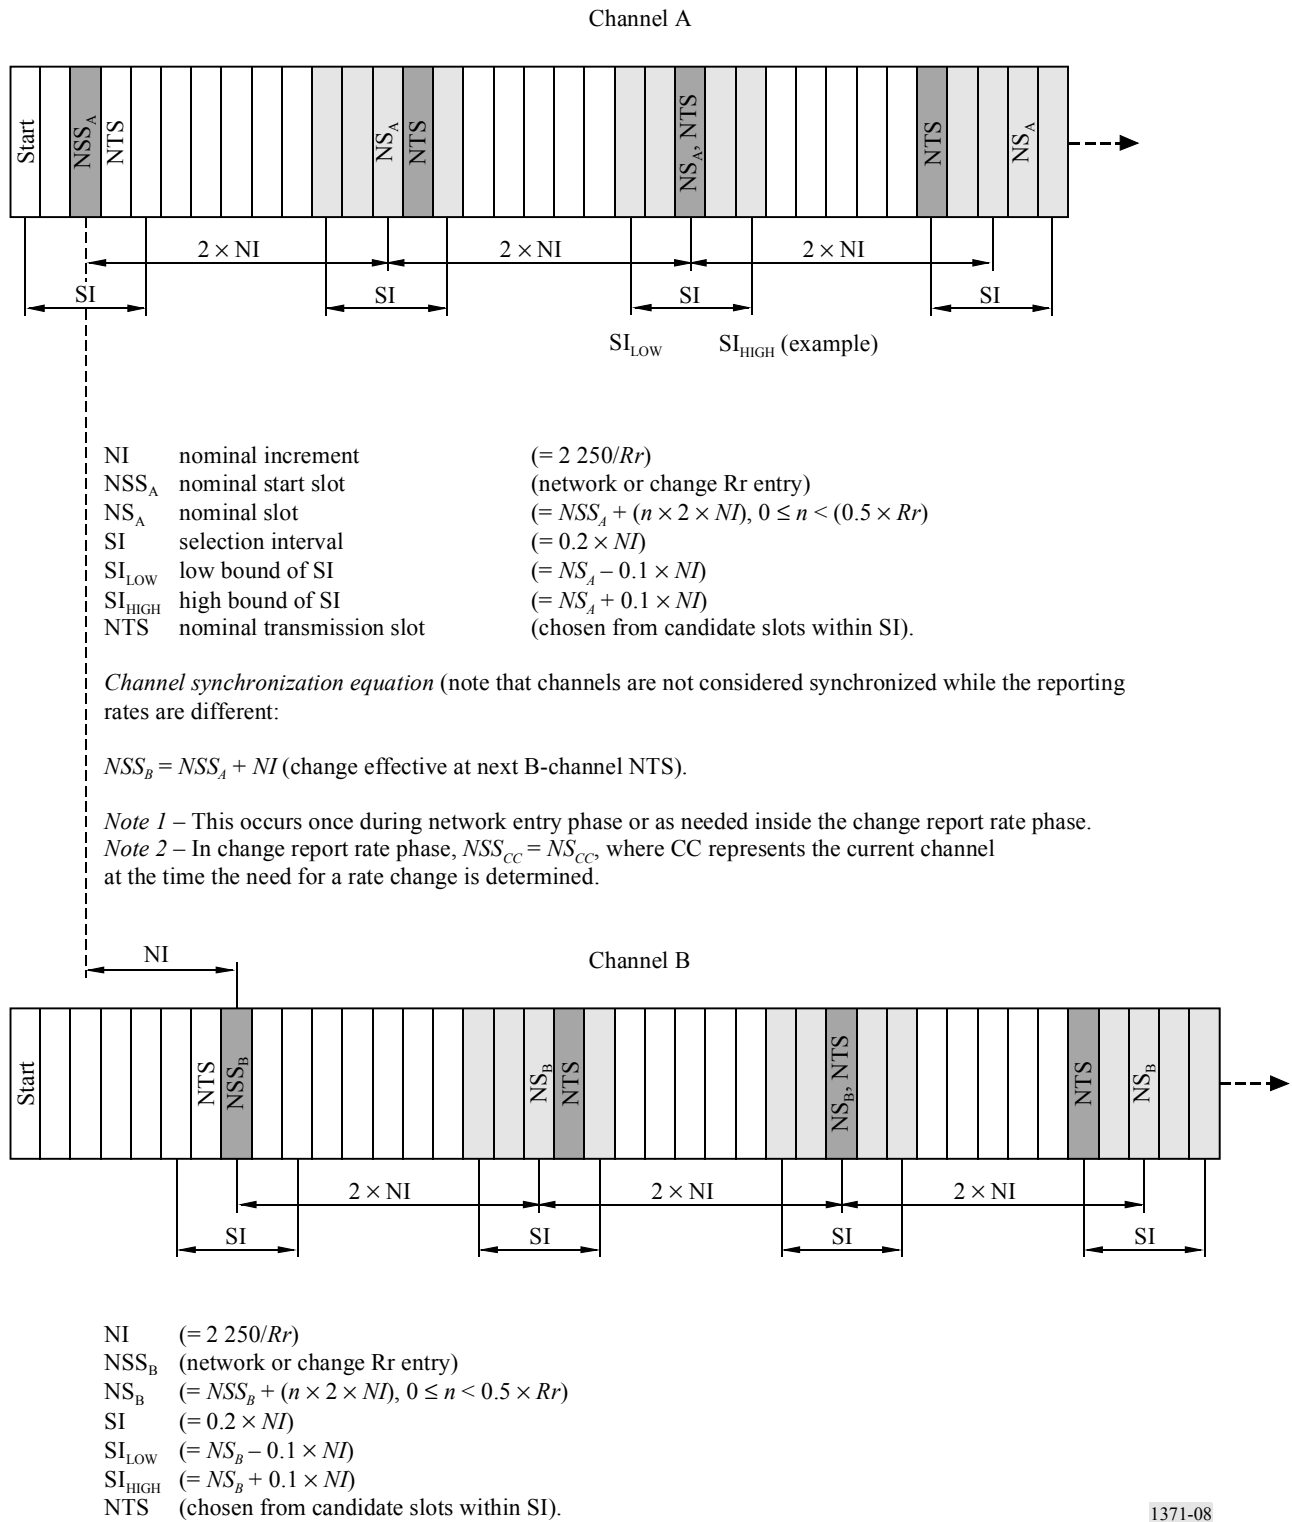 Channel A
Start
NSS_A
NTS
NS_A
NTS
NS_A, NTS
NTS
NS_A
2 × NI
2 × NI
2 × NI
SI
SI
SI
SI
SI_LOW
SI_HIGH (example)
NI nominal increment (= 2 250/Rr)
NSS_A nominal start slot (network or change Rr entry)
NS_A nominal slot (= NSS_A + (n × 2 × NI), 0 ≤ n < (0.5 × Rr)
SI selection interval (= 0.2 × NI)
SI_LOW low bound of SI (= NS_A – 0.1 × NI)
SI_HIGH high bound of SI (= NS_A + 0.1 × NI)
NTS nominal transmission slot (chosen from candidate slots within SI).
Channel synchronization equation (note that channels are not considered synchronized while the reporting
rates are different:
NSS_B = NSS_A + NI (change effective at next B-channel NTS).
Note 1 – This occurs once during network entry phase or as needed inside the change report rate phase.
Note 2 – In change report rate phase, NSS_CC = NS_CC, where CC represents the current channel
at the time the need for a rate change is determined.
NI
Channel B
Start
NTS
NSS_B
NS_B
NTS
NS_B, NTS
NTS
NS_B
2 × NI
2 × NI
2 × NI
SI
SI
SI
SI
NI (= 2 250/Rr)
NSS_B (network or change Rr entry)
NS_B (= NSS_B + (n × 2 × NI), 0 ≤ n < 0.5 × Rr)
SI (= 0.2 × NI)
SI_LOW (= NS_B – 0.1 × NI)
SI_HIGH (= NS_B + 0.1 × NI)
NTS (chosen from candidate slots within SI).
1371-08